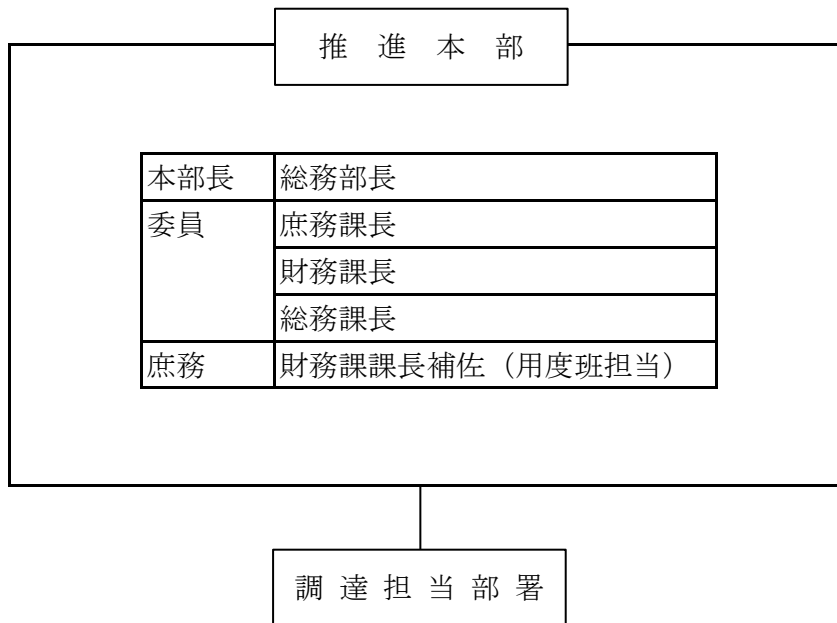 推 進 本 部
本部長 総務部長
委員 庶務課長
財務課長
総務課長
庶務 財務課課長補佐（用度班担当）
調 達 担 当 部 署